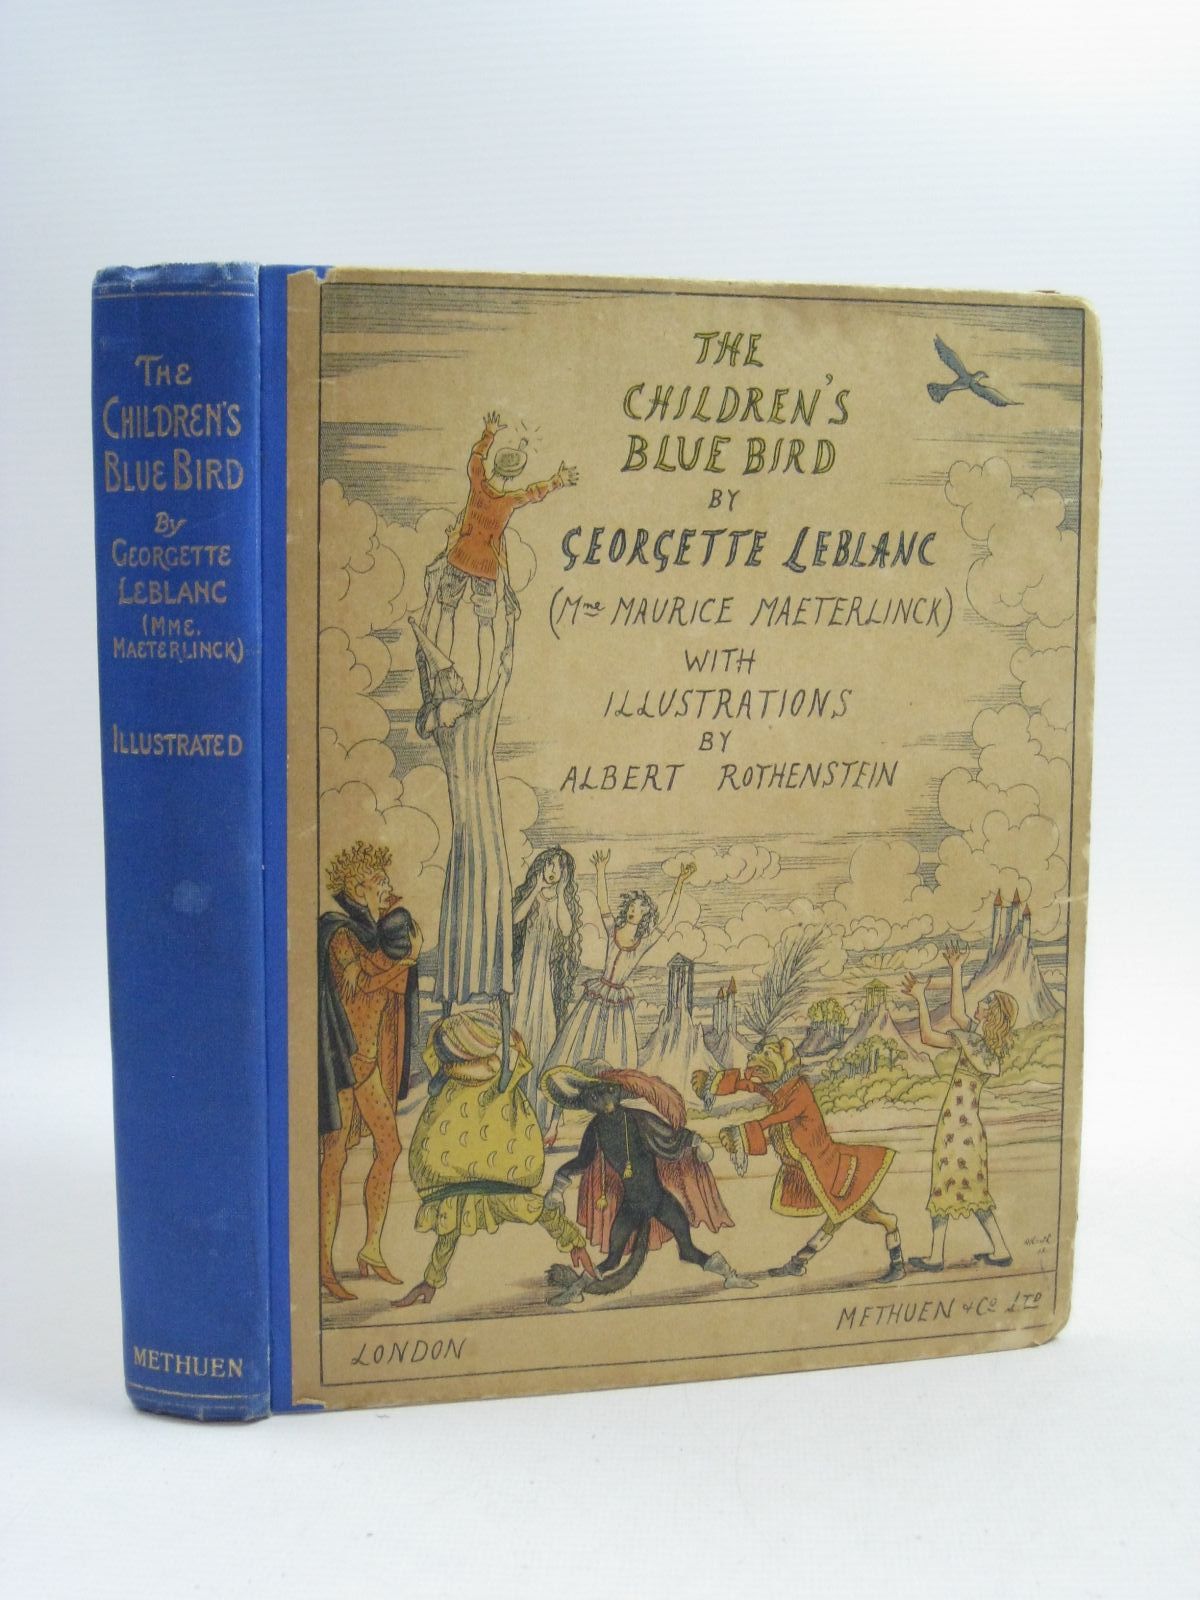 THE
CHILDREN'S
BLUE BIRD
BY
GEORGETTE
LEBLANC
(MME.
MAETERLINCK)
ILLUSTRATED
METHUEN
THE
CHILDREN'S
BLUE BIRD
BY
GEORGETTE LEBLANC
(Mme MAURICE MAETERLINCK)
WITH
ILLUSTRATIONS
BY
ALBERT ROTHENSTEIN
LONDON
METHUEN & Co LTD